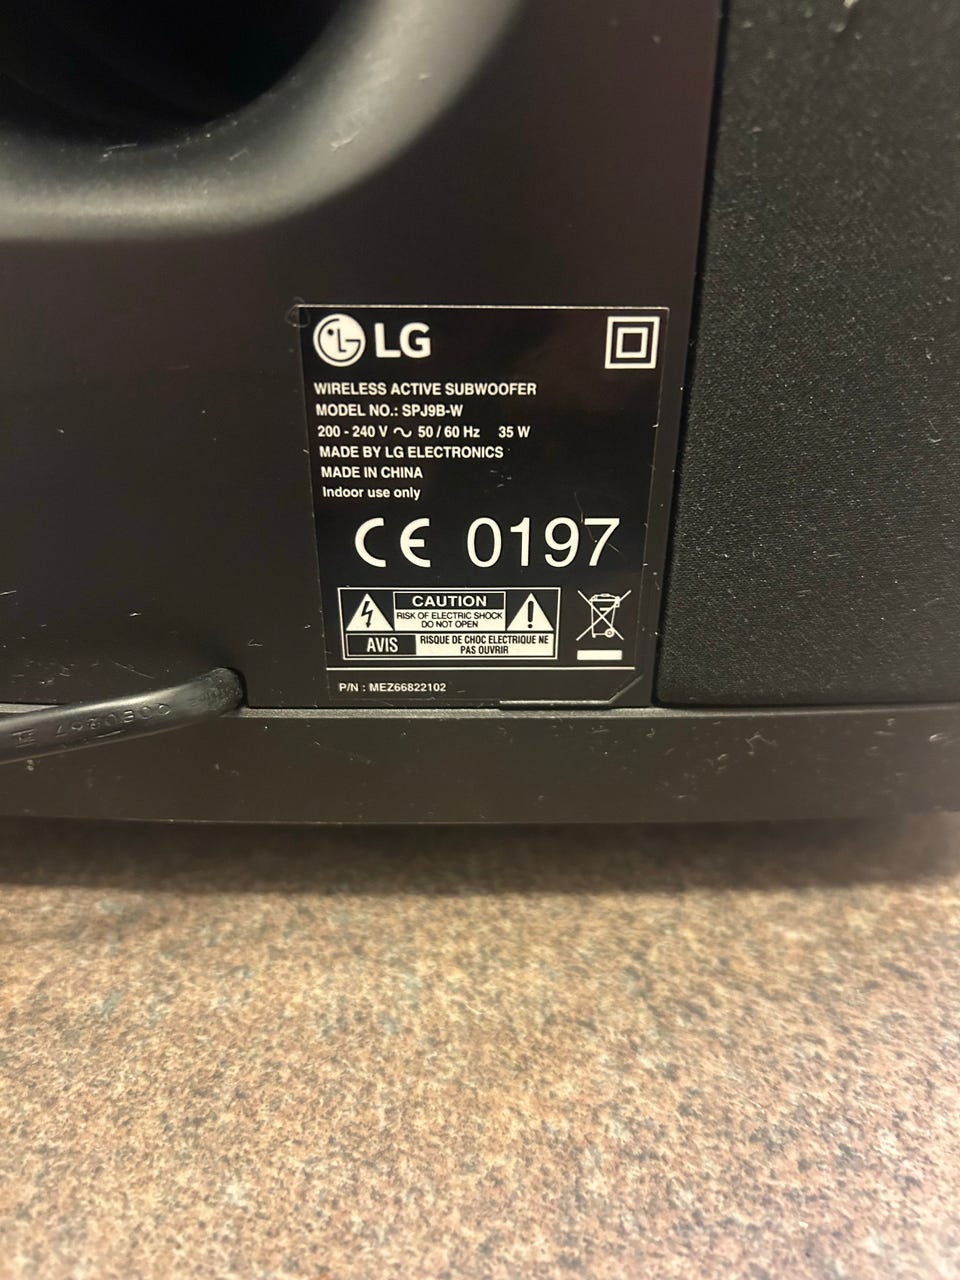 LG
WIRELESS ACTIVE SUBWOOFER
MODEL NO.: SPJ9B-W
200 - 240 V ~ 50 / 60 Hz 35 W
MADE BY LG ELECTRONICS
MADE IN CHINA
Indoor use only
CE 0197
CAUTION
RISK OF ELECTRIC SHOCK
DO NOT OPEN
AVIS
RISQUE DE CHOC ELECTRIQUE NE
PAS OUVRIR
P/N : MEZ66822102